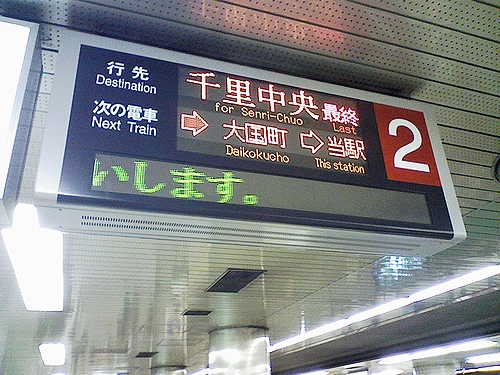 行先 千里中央 最終
Destination for Senri-Chuo Last
次の電車 ⇨ 大国町 ⇨ 当駅
Next Train Daikokucho This station
2
います。